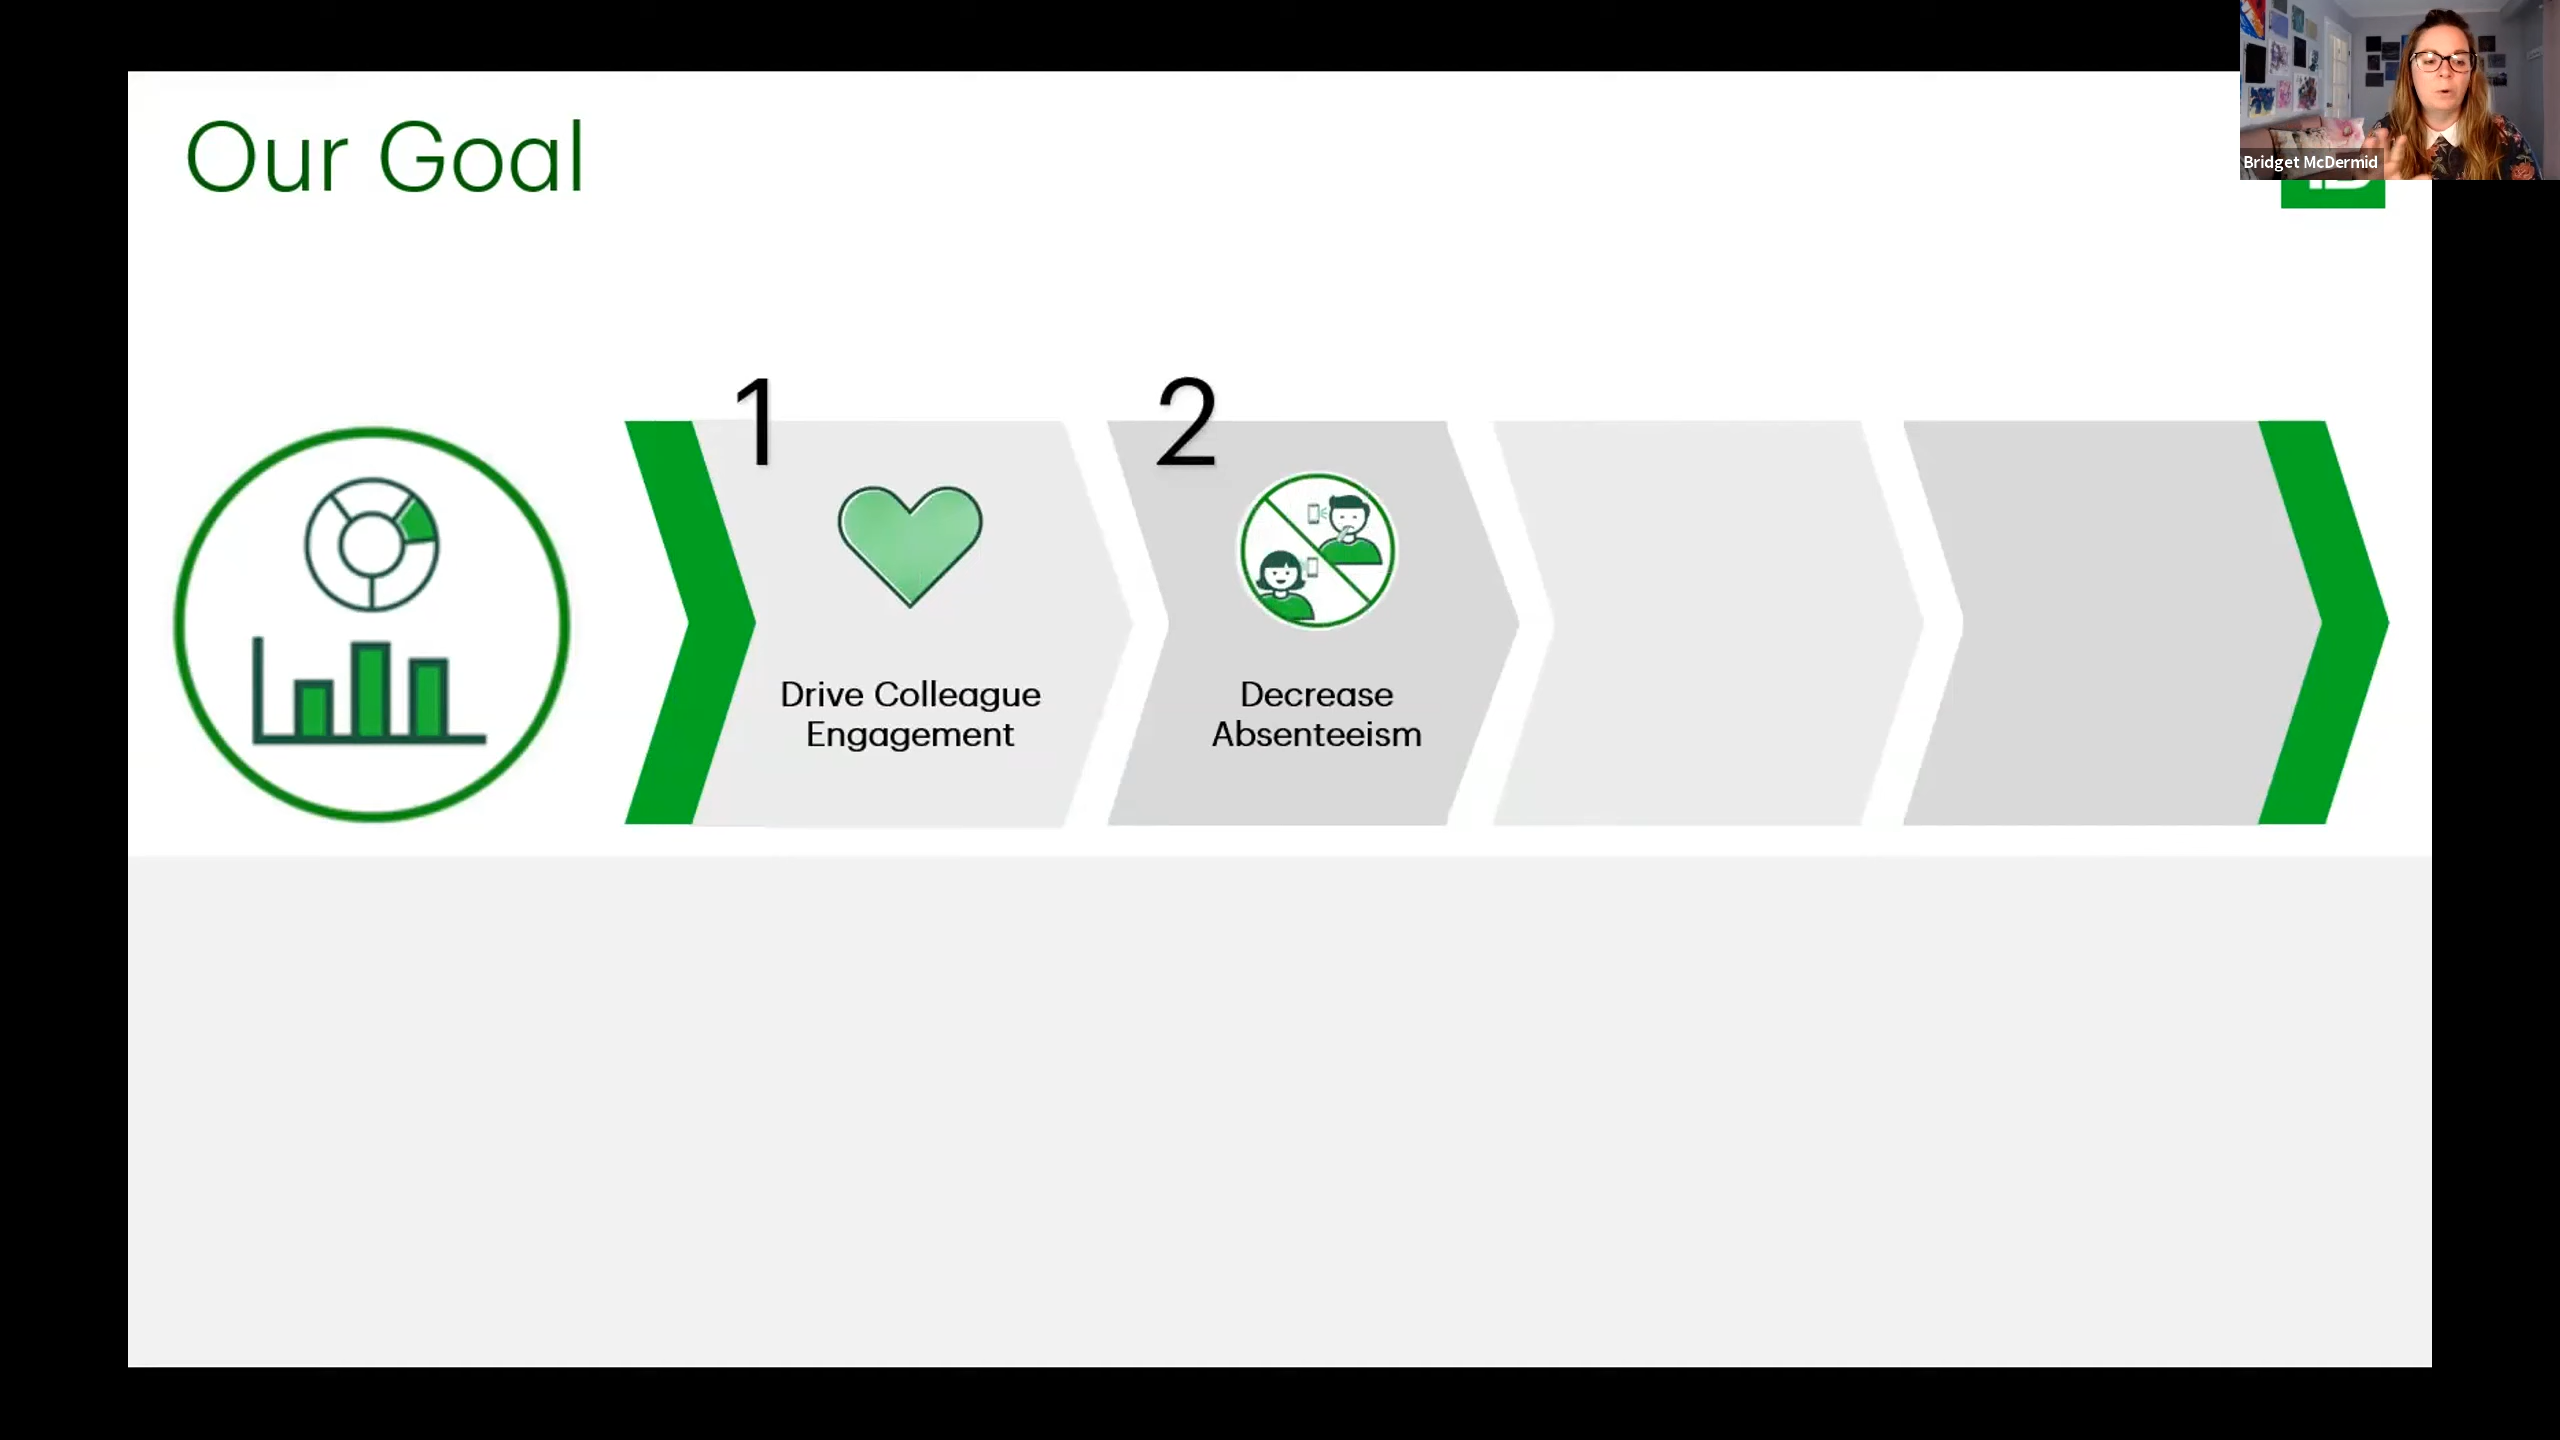 Our Goal
Bridget McDermid
1
2
Drive Colleague
Engagement
Decrease
Absenteeism